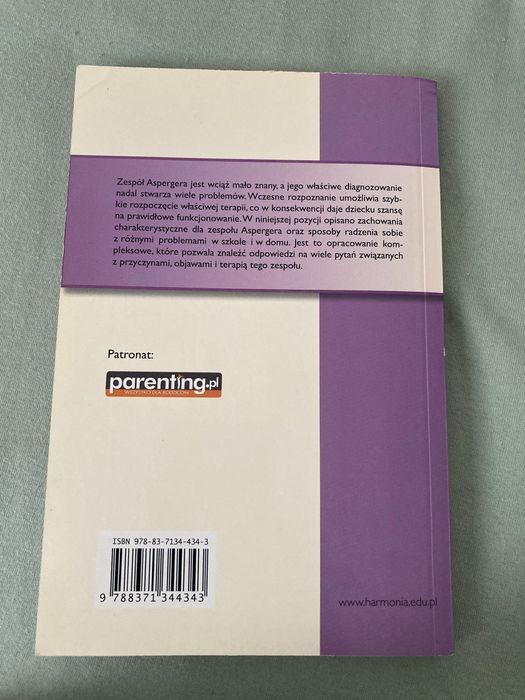 Zespół Aspergera jest wciąż mało znany, a jego właściwe diagnozowanie
nadal stwarza wiele problemów. Wczesne rozpoznanie umożliwia szyb-
kie rozpoczęcie właściwej terapii, co w konsekwencji daje dziecku szansę
na prawidłowe funkcjonowanie. W niniejszej pozycji opisano zachowania
charakterystyczne dla zespołu Aspergera oraz sposoby radzenia sobie
z różnymi problemami w szkole i w domu. Jest to opracowanie kom-
pleksowe, które pozwala znaleźć odpowiedzi na wiele pytań związanych
z przyczynami, objawami i terapią tego zespołu.
Patronat:
parenting.pl
WSZYSTKO DLA RODZICÓW
ISBN 978-83-7134-434-3
9 788371 344343
www.harmonia.edu.pl